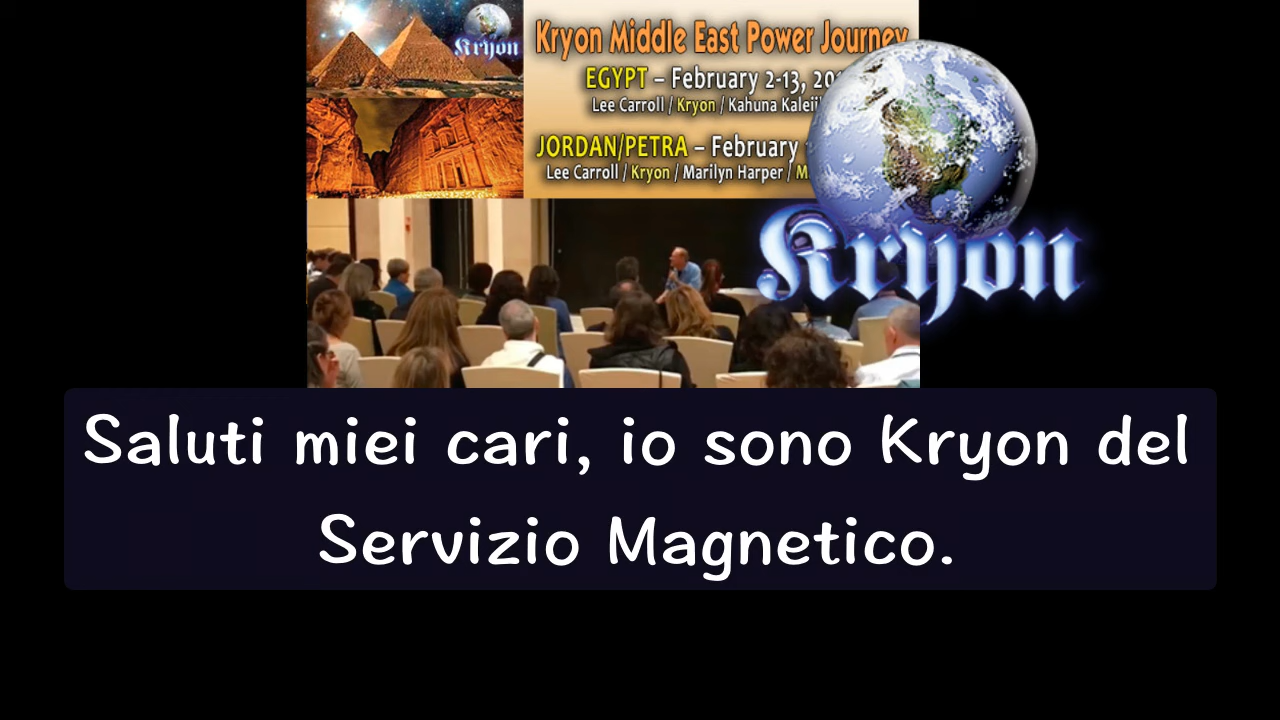 Kryon
Kryon Middle East Power Journey
EGYPT – February 2-13,
Lee Carroll / Kryon / Kahuna
JORDAN/PETRA – February
Lee Carroll / Kryon / Marilyn Harper /
Kryon
Saluti miei cari, io sono Kryon del
Servizio Magnetico.